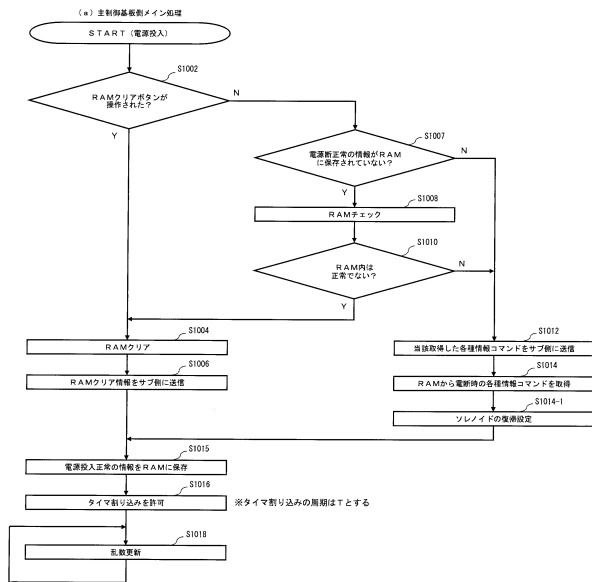 (a) 主制御基板側メイン処理
START (電源投入)
S1002
RAMクリアボタンが
操作された?
N
Y
S1007
電源断正常の情報がRAM
に保存されていない?
N
Y
S1008
RAMチェック
S1010
RAM内は
正常でない?
N
Y
S1004
RAMクリア
S1006
RAMクリア情報をサブ側に送信
S1012
当該取得した各種情報コマンドをサブ側に送信
S1014
RAMから電断時の各種情報コマンドを取得
S1014-1
ソレノイドの復帰設定
S1015
電源投入正常の情報をRAMに保存
S1016
タイマ割り込みを許可
※タイマ割り込みの周期はTとする
S1018
乱数更新